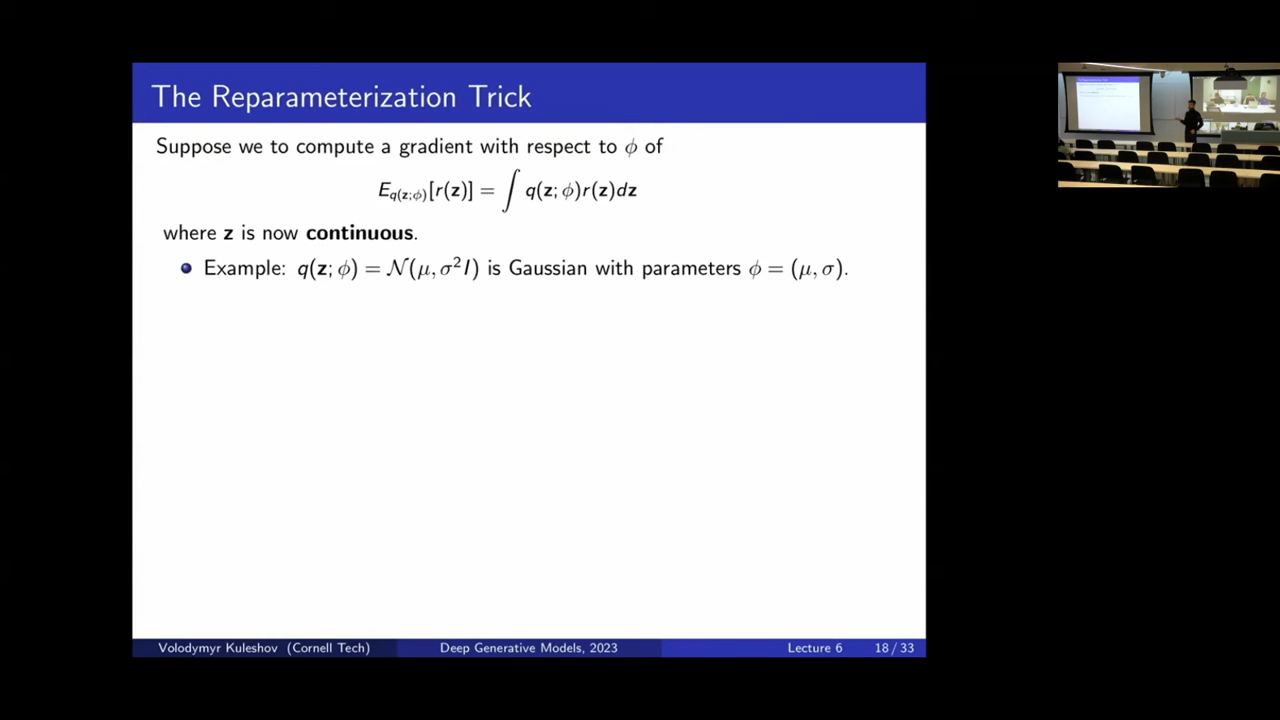 The Reparameterization Trick
Suppose we to compute a gradient with respect to ϕ of
E_{q(z;ϕ)}[r(z)] = ∫ q(z; ϕ)r(z)dz
where z is now continuous.
Example: q(z; ϕ) = 𝒩(μ, σ²I) is Gaussian with parameters ϕ = (μ, σ).
Volodymyr Kuleshov (Cornell Tech) Deep Generative Models, 2023 Lecture 6 18 / 33